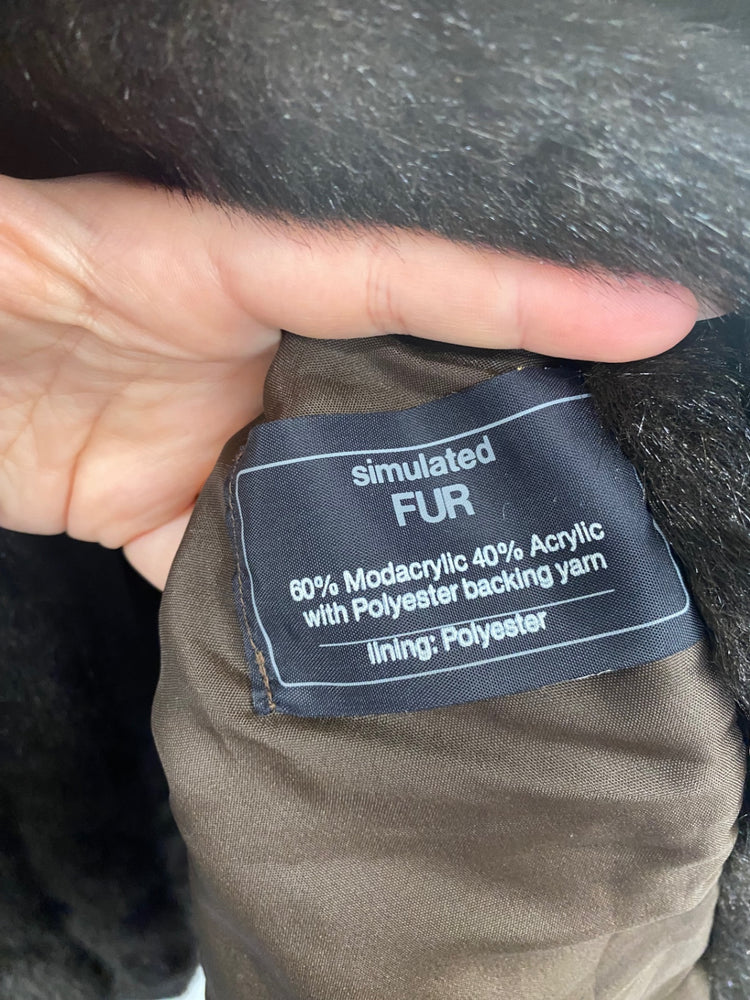 simulated
FUR
60% Modacrylic 40% Acrylic
with Polyester backing yarn
lining: Polyester